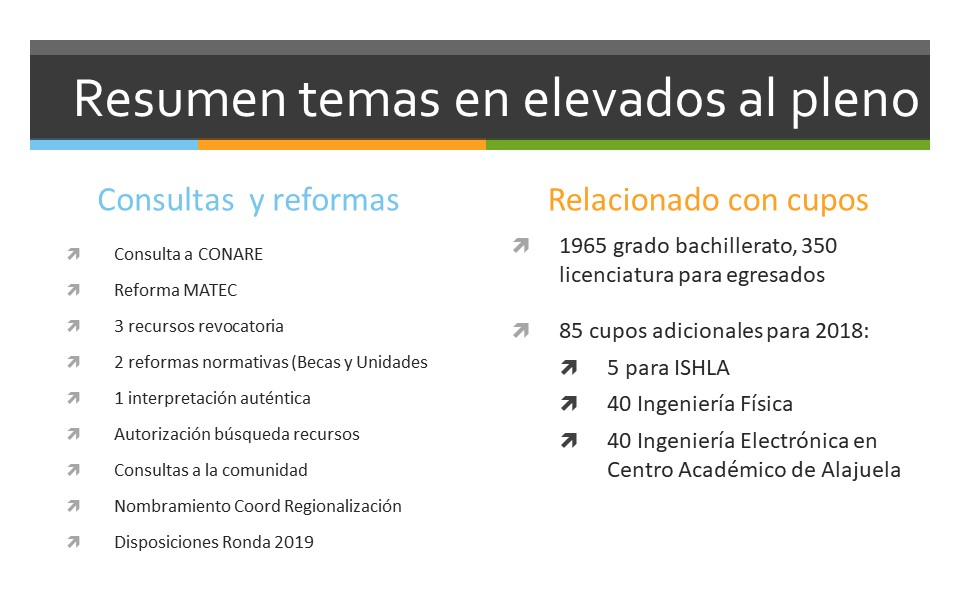 Resumen temas en elevados al pleno
Consultas  y reformas
Consulta a CONARE
Reforma MATEC
3 recursos revocatoria
2 reformas normativas (Becas y Unidades
1 interpretación auténtica
Autorización búsqueda recursos
Consultas a la comunidad
Nombramiento Coord Regionalización
Disposiciones Ronda 2019
Relacionado con cupos
1965 grado bachillerato, 350
licenciatura para egresados
85 cupos adicionales para 2018:
5 para ISHLA
40 Ingeniería Física
40 Ingeniería Electrónica en
Centro Académico de Alajuela